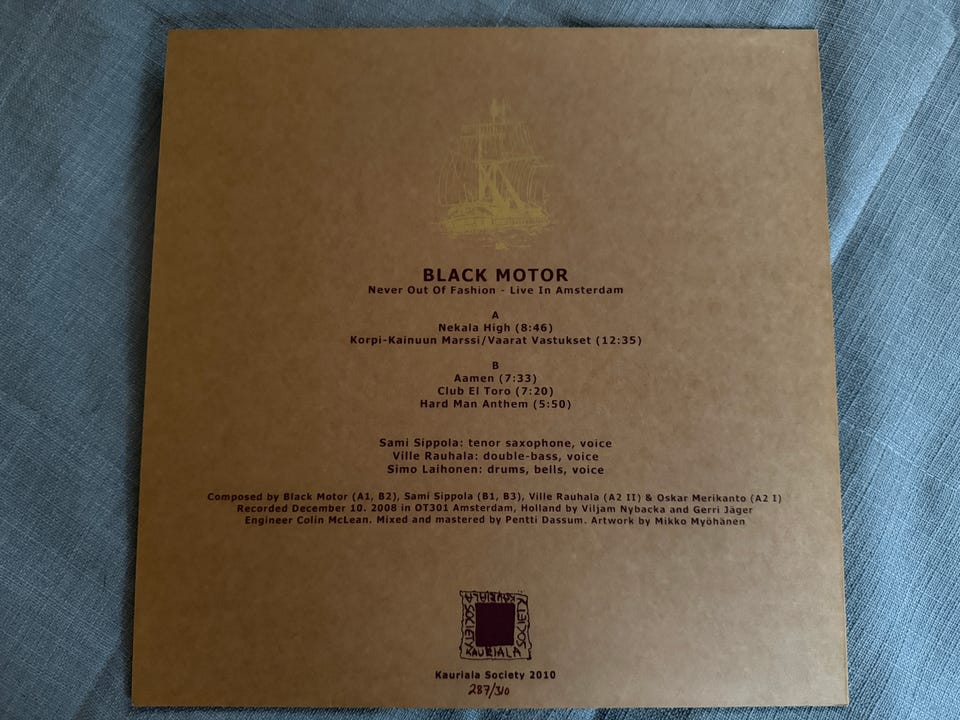 BLACK MOTOR
Never Out Of Fashion - Live In Amsterdam
A
Nekala High (8:46)
Korpi-Kainuun Marssi/Vaarat Vastukset (12:35)
B
Aamen (7:33)
Club El Toro (7:20)
Hard Man Anthem (5:50)
Sami Sippola: tenor saxophone, voice
Ville Rauhala: double-bass, voice
Simo Laihonen: drums, bells, voice
Composed by Black Motor (A1, B2), Sami Sippola (B1, B3), Ville Rauhala (A2 II) & Oskar Merikanto (A2 I)
Recorded December 10. 2008 in OT301 Amsterdam, Holland by Viljam Nybacka and Gerri Jäger
Engineer Colin McLean. Mixed and mastered by Pentti Dassum. Artwork by Mikko Myöhänen
KAURIALA
SOCIETY
SOCIETY
KAURIALA
Kauriala Society 2010
287/310